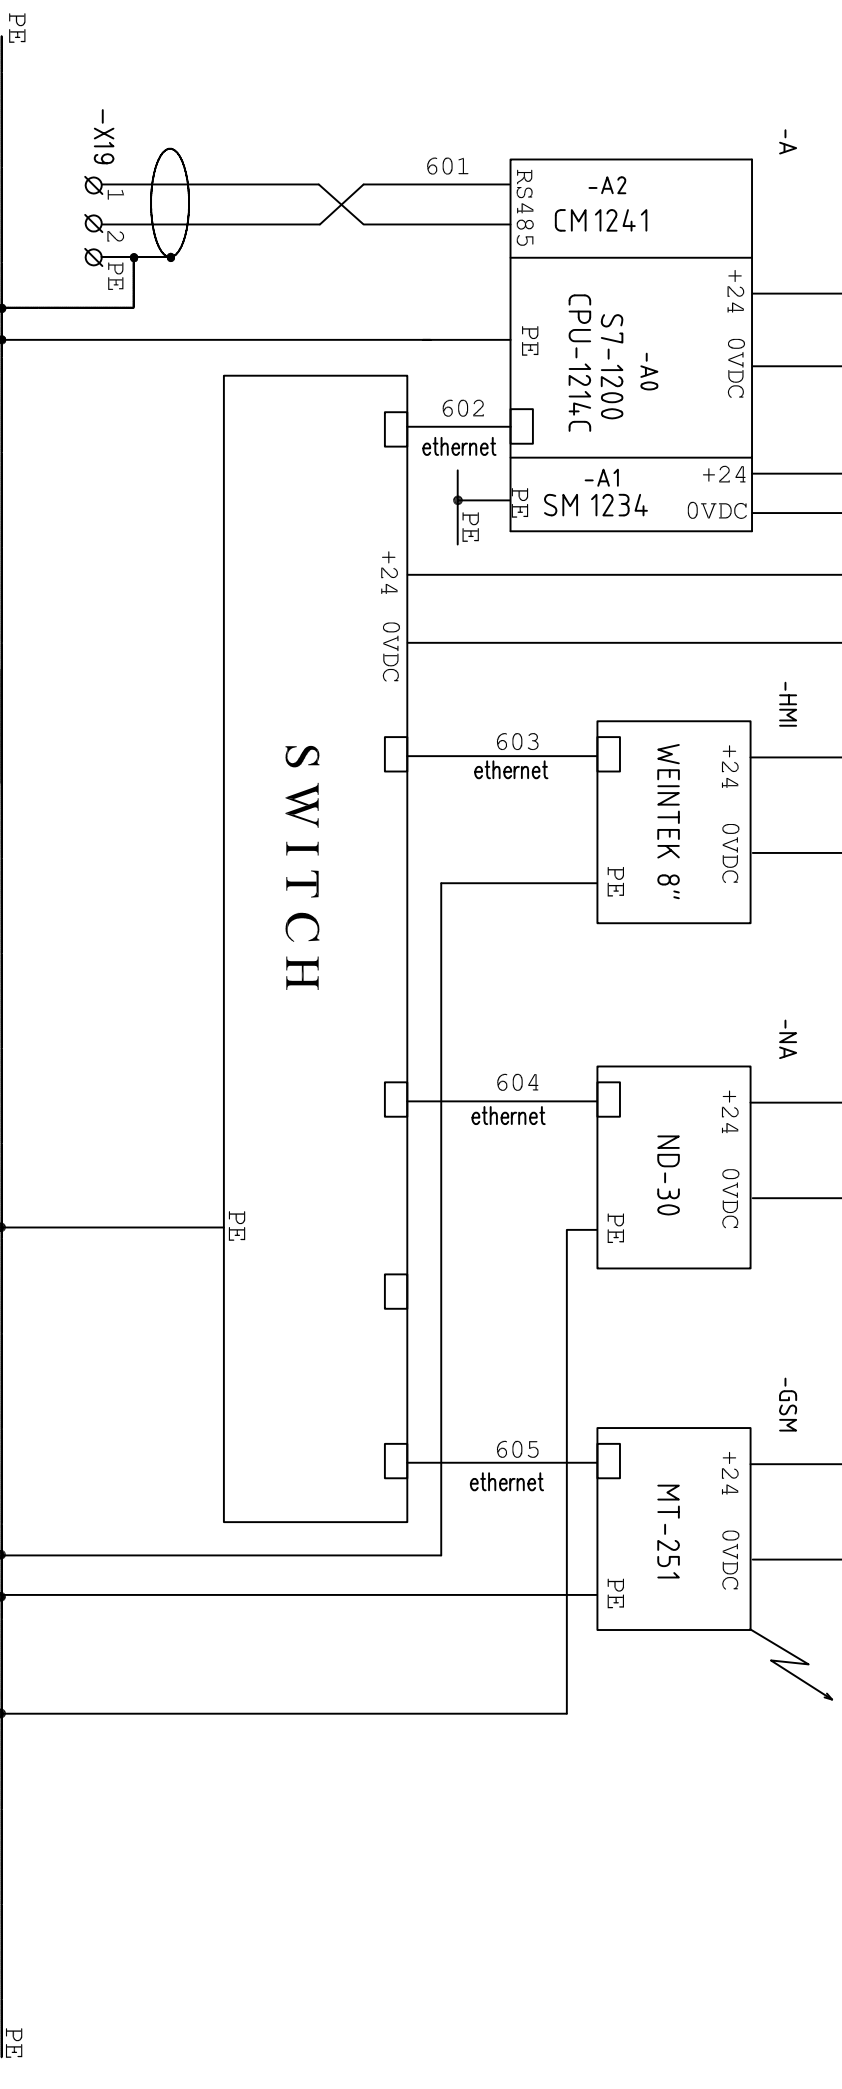 PE
-X19
1
2
PE
601
RS485
-A2
CM1241
-A
+24
0VDC
-A0
S7-1200
CPU-1214C
PE
602
ethernet
-A1
SM 1234
+24
0VDC
PE
PE
+24
0VDC
SWITCH
603
ethernet
-HMI
WEINTEK 8"
+24
0VDC
PE
604
ethernet
-NA
ND-30
+24
0VDC
PE
PE
605
ethernet
-GSM
MT-251
+24
0VDC
PE
PE